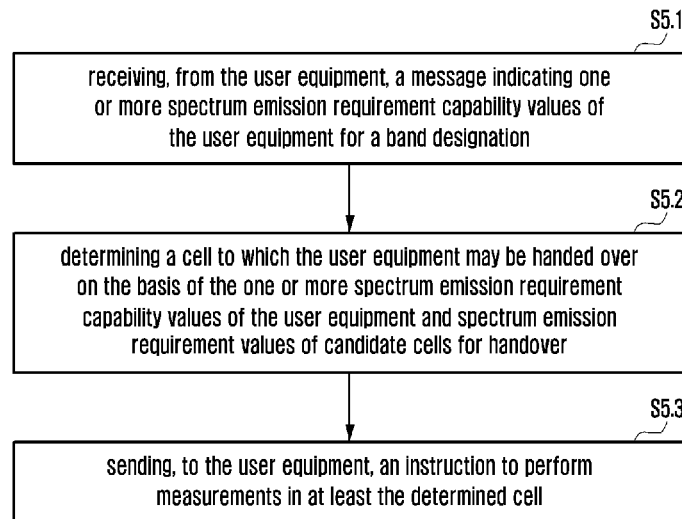 S5.1
receiving, from the user equipment, a message indicating one
or more spectrum emission requirement capability values of
the user equipment for a band designation
S5.2
determining a cell to which the user equipment may be handed over
on the basis of the one or more spectrum emission requirement
capability values of the user equipment and spectrum emission
requirement values of candidate cells for handover
S5.3
sending, to the user equipment, an instruction to perform
measurements in at least the determined cell